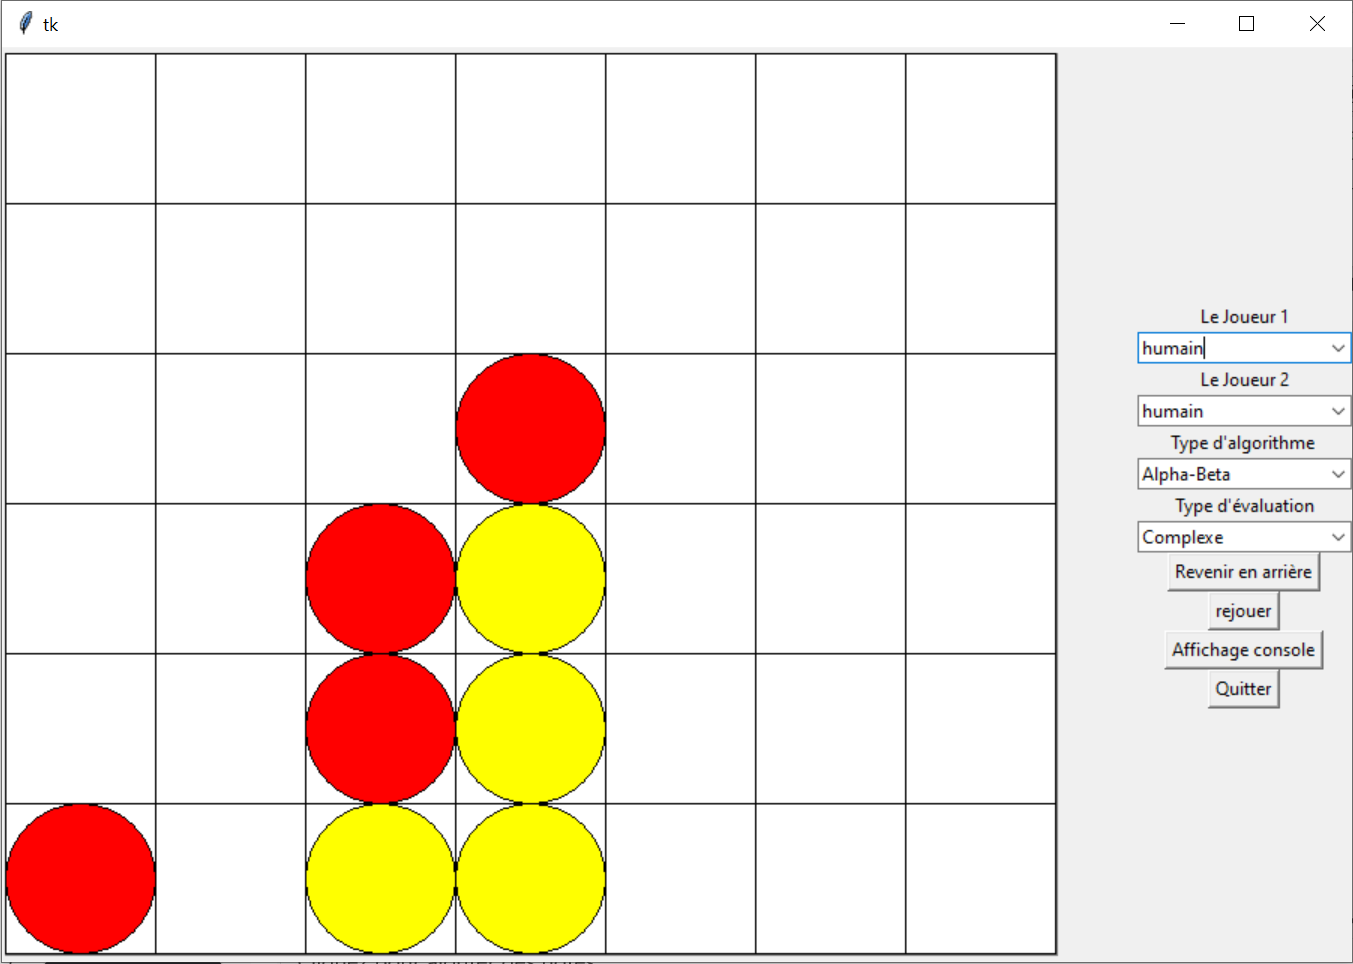 tk
Le Joueur 1
humain
Le Joueur 2
humain
Type d'algorithme
Alpha-Beta
Type d'évaluation
Complexe
Revenir en arrière
rejouer
Affichage console
Quitter